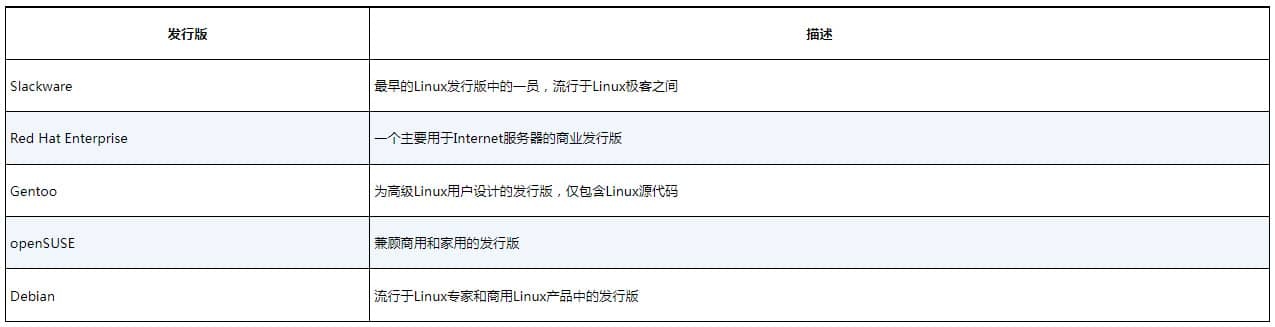 发行版 描述
Slackware 最早的Linux发行版中的一员，流行于Linux极客之间
Red Hat Enterprise 一个主要用于Internet服务器的商业发行版
Gentoo 为高级Linux用户设计的发行版，仅包含Linux源代码
openSUSE 兼顾商用和家用的发行版
Debian 流行于Linux专家和商用Linux产品中的发行版